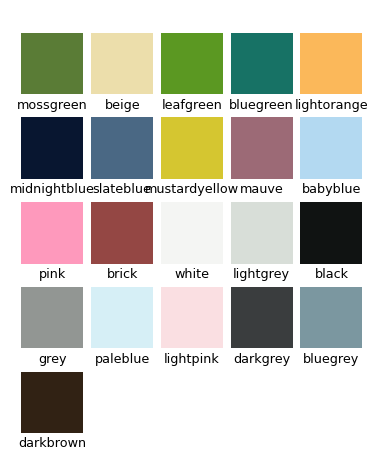 mossgreen beige leafgreen bluegreen lightorange
midnightblue slateblue mustardyellow mauve babyblue
pink brick white lightgrey black
grey paleblue lightpink darkgrey bluegrey
darkbrown